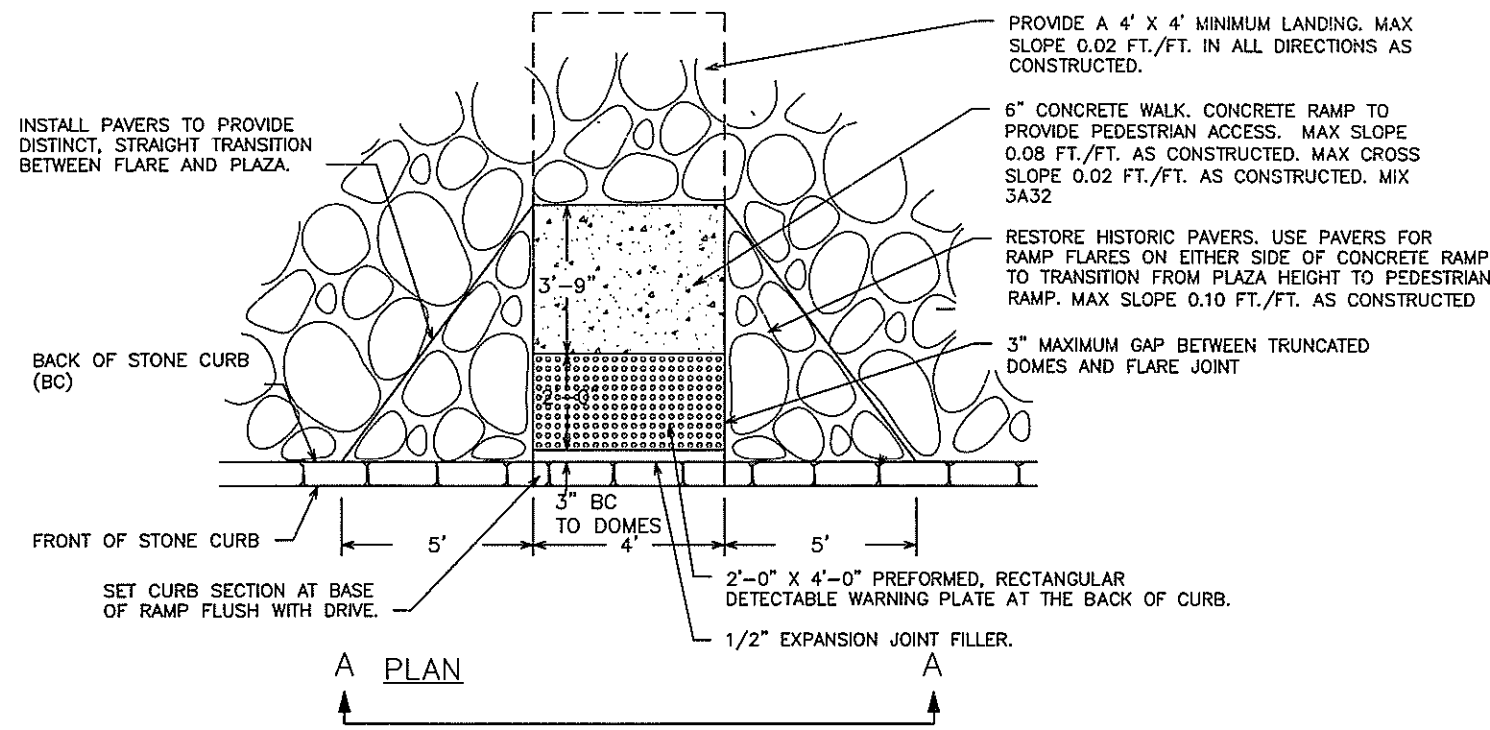 PROVIDE A 4' X 4' MINIMUM LANDING. MAX
SLOPE 0.02 FT./FT. IN ALL DIRECTIONS AS
CONSTRUCTED.
INSTALL PAVERS TO PROVIDE
DISTINCT, STRAIGHT TRANSITION
BETWEEN FLARE AND PLAZA.
6" CONCRETE WALK. CONCRETE RAMP TO
PROVIDE PEDESTRIAN ACCESS. MAX SLOPE
0.08 FT./FT. AS CONSTRUCTED. MAX CROSS
SLOPE 0.02 FT./FT. AS CONSTRUCTED. MIX
3A32
RESTORE HISTORIC PAVERS. USE PAVERS FOR
RAMP FLARES ON EITHER SIDE OF CONCRETE RAMP
TO TRANSITION FROM PLAZA HEIGHT TO PEDESTRIAN
RAMP. MAX SLOPE 0.10 FT./FT. AS CONSTRUCTED
3'-9"
BACK OF STONE CURB
(BC)
3" MAXIMUM GAP BETWEEN TRUNCATED
DOMES AND FLARE JOINT
2'-0"
3" BC
TO DOMES
FRONT OF STONE CURB
5'
4'
5'
SET CURB SECTION AT BASE
OF RAMP FLUSH WITH DRIVE.
2'-0" X 4'-0" PREFORMED, RECTANGULAR
DETECTABLE WARNING PLATE AT THE BACK OF CURB.
1/2" EXPANSION JOINT FILLER.
A PLAN A